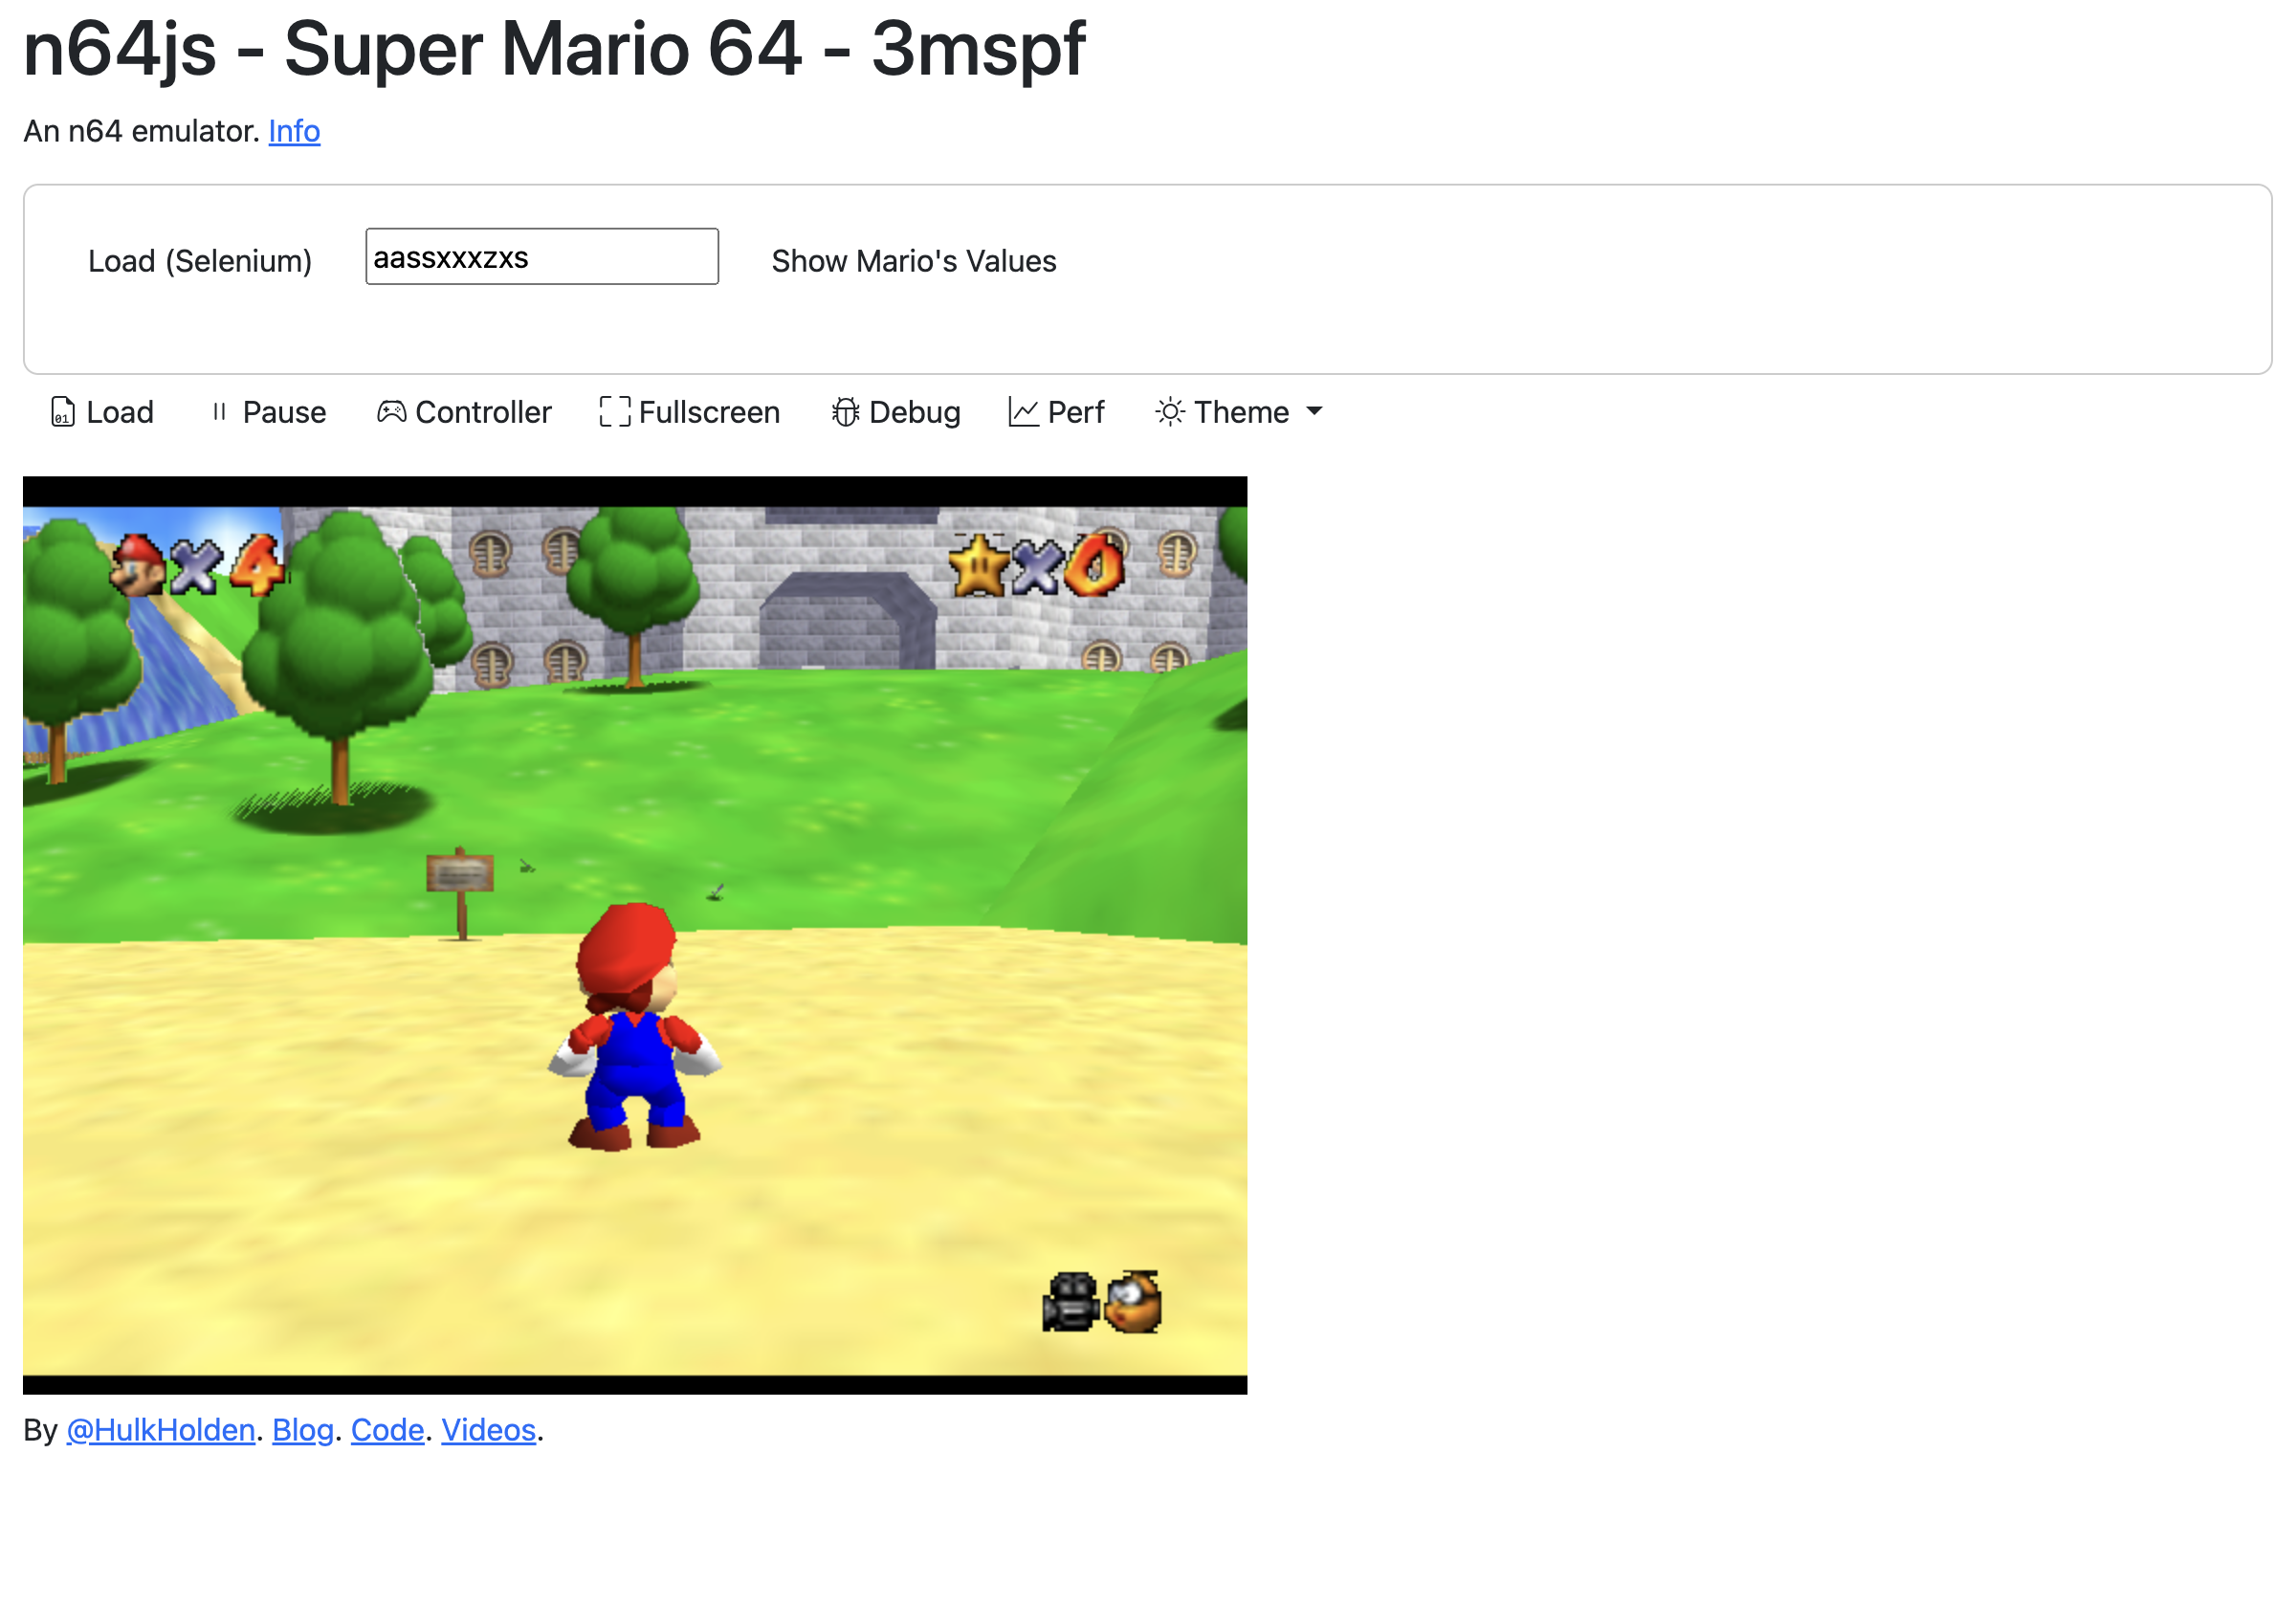 n64js - Super Mario 64 - 3mspf
An n64 emulator. Info
Load (Selenium) aassxxxzxs Show Mario's Values
Load Pause Controller Fullscreen Debug Perf Theme
×4 ×0
By @HulkHolden. Blog. Code. Videos.